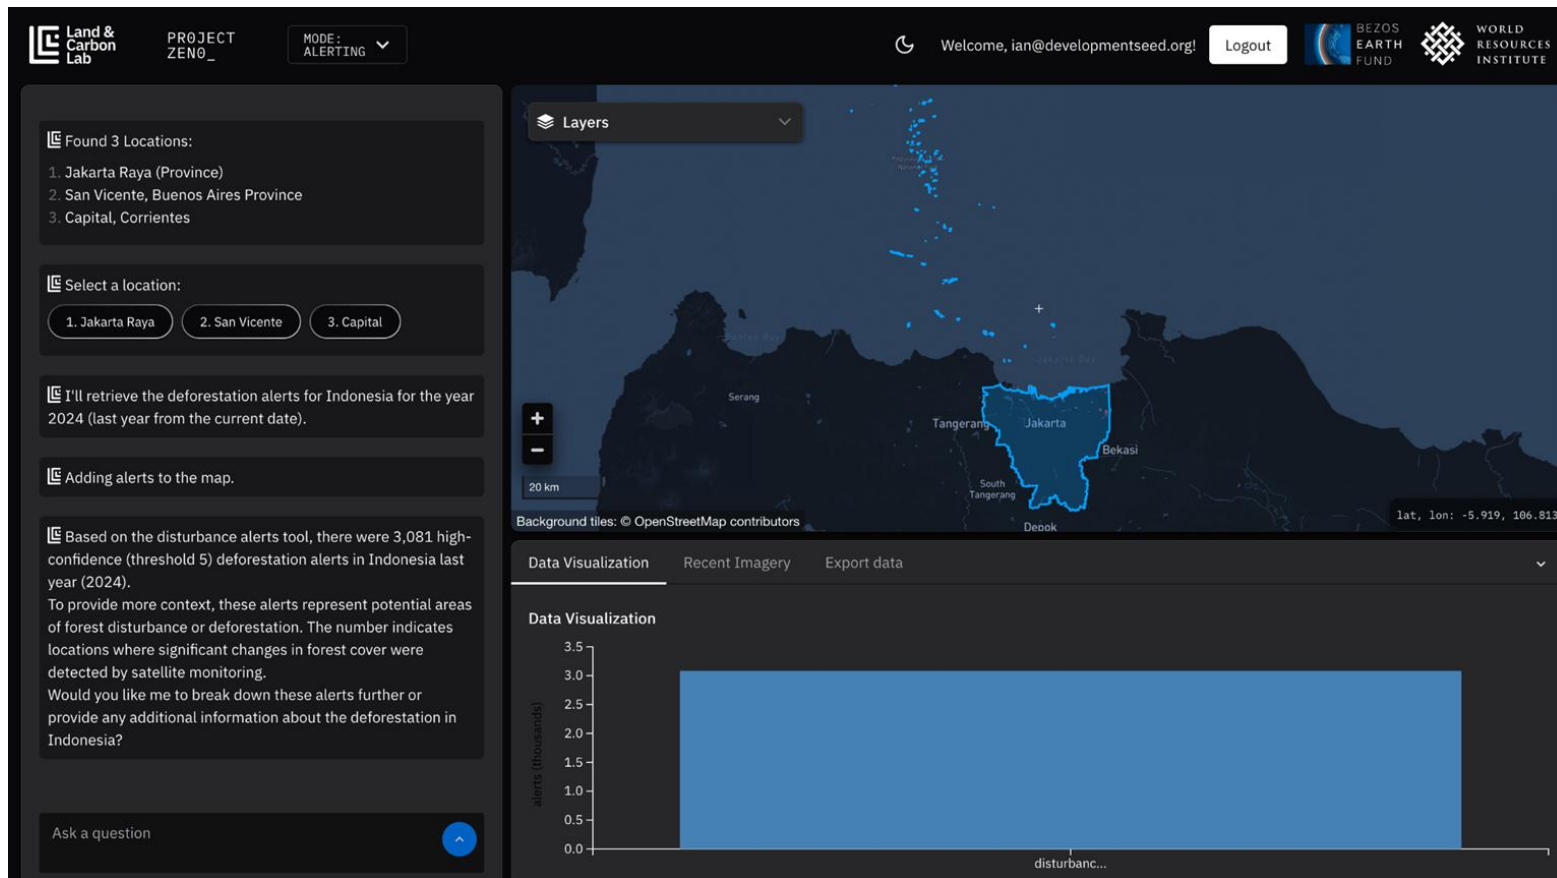 Land &
Carbon
Lab
PR0JECT
ZEN0_
MODE:
ALERTING
Welcome, ian@developmentseed.org!
Logout
BEZOS
EARTH
FUND
WORLD
RESOURCES
INSTITUTE
Found 3 Locations:
1. Jakarta Raya (Province)
2. San Vicente, Buenos Aires Province
3. Capital, Corrientes
Select a location:
1. Jakarta Raya
2. San Vicente
3. Capital
I'll retrieve the deforestation alerts for Indonesia for the year
2024 (last year from the current date).
Adding alerts to the map.
Based on the disturbance alerts tool, there were 3,081 high-
confidence (threshold 5) deforestation alerts in Indonesia last
year (2024).
To provide more context, these alerts represent potential areas
of forest disturbance or deforestation. The number indicates
locations where significant changes in forest cover were
detected by satellite monitoring.
Would you like me to break down these alerts further or
provide any additional information about the deforestation in
Indonesia?
Ask a question
Layers
Serang
Tangerang
Jakarta
Jakarta Bay
Bekasi
South
Tangerang
Depok
+
−
20 km
Background tiles: © OpenStreetMap contributors
lat, lon: -5.919, 106.813
Data Visualization
Recent Imagery
Export data
Data Visualization
alerts (thousands)
3.5
3.0
2.5
2.0
1.5
1.0
0.5
0.0
disturbanc...